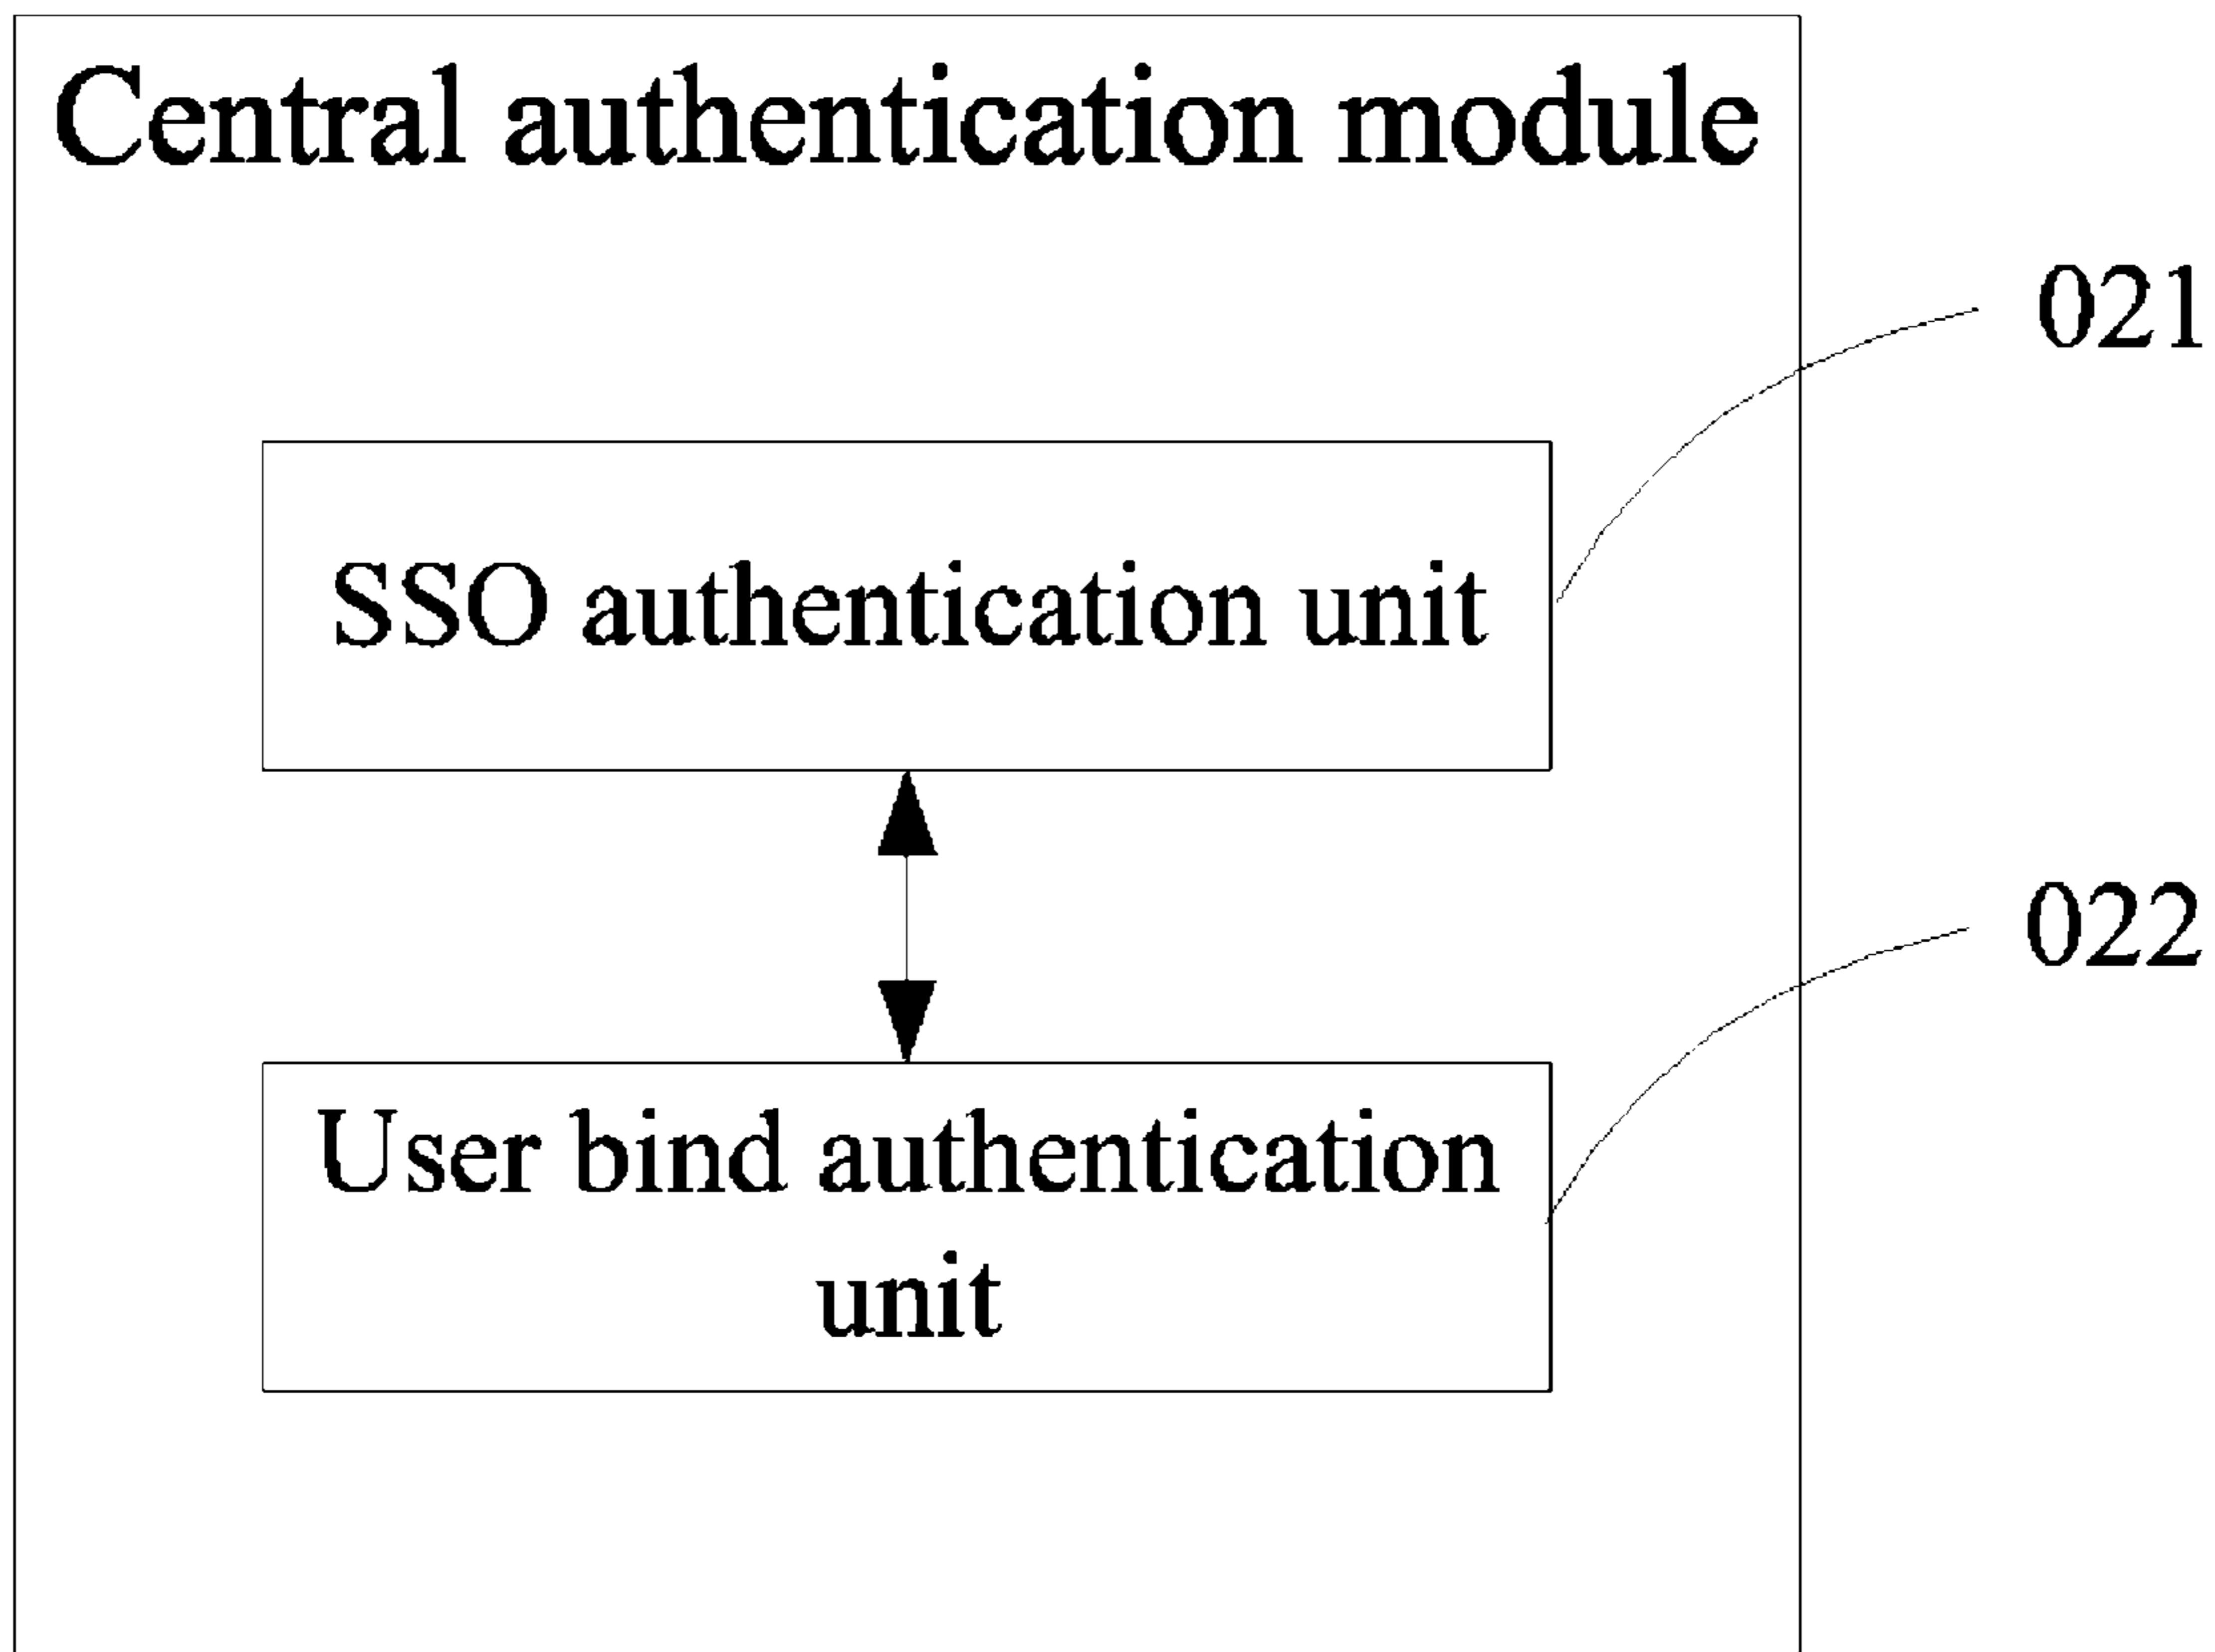 Central authentication module
021
SSO authentication unit
022
User bind authentication
unit